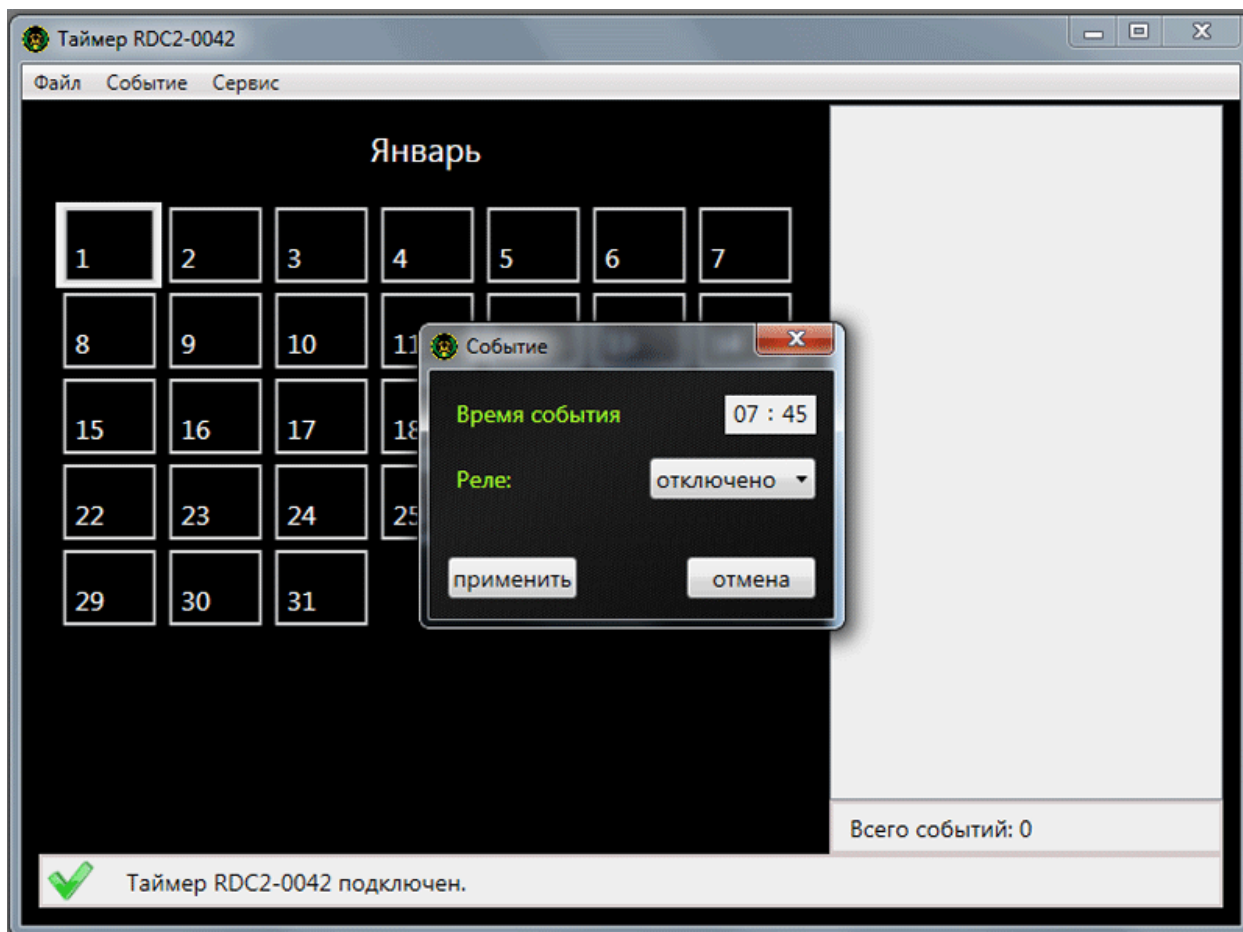 Таймер RDC2-0042
Файл Событие Сервис
Январь
1 2 3 4 5 6 7
8 9 10 11
15 16 17 18
22 23 24 25
29 30 31
Событие
Время события 07 : 45
Реле: отключено
применить отмена
Всего событий: 0
Таймер RDC2-0042 подключен.